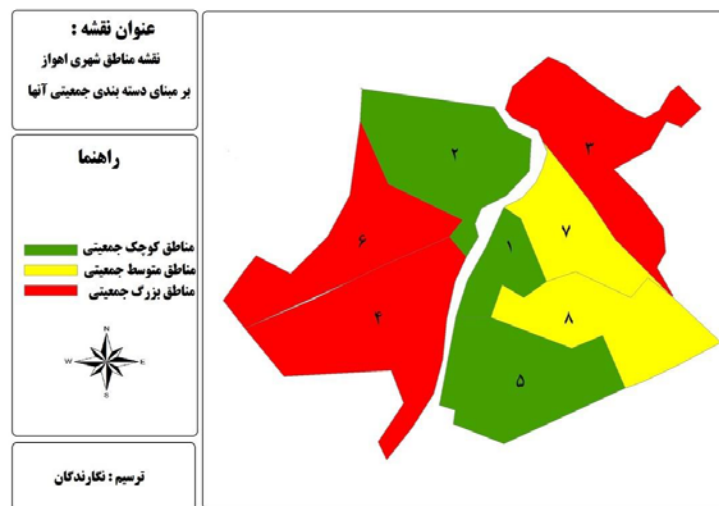 عنوان نقشه :
نقشه مناطق شهری اهواز
بر مبنای دسته بندی جمعیتی آنها
راهنما
مناطق کوچک جمعیتی
مناطق متوسط جمعیتی
مناطق بزرگ جمعیتی
N
W E
S
ترسیم : نگارندگان
۳
۲
۷
۱
۶
۸
۴
۵